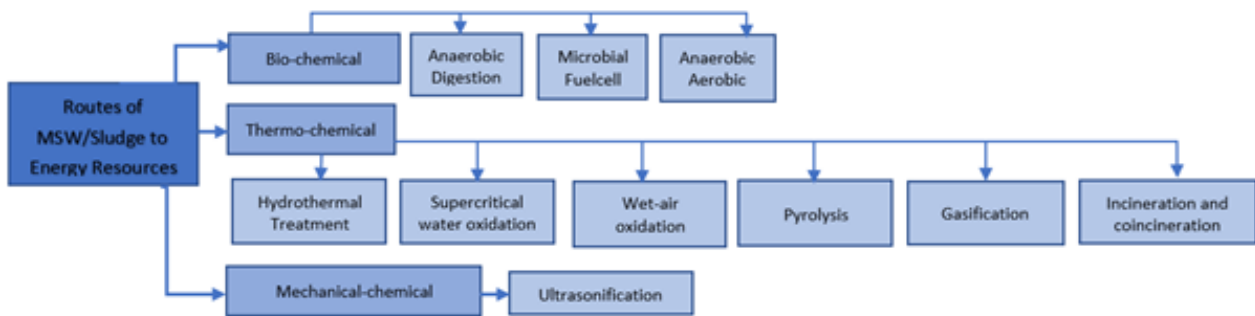 Routes of
MSW/Sludge to
Energy Resources
Bio-chemical
Anaerobic
Digestion
Microbial
Fuelcell
Anaerobic
Aerobic
Thermo-chemical
Hydrothermal
Treatment
Supercritical
water oxidation
Wet-air
oxidation
Pyrolysis
Gasification
Incineration and
coincineration
Mechanical-chemical
Ultrasonification